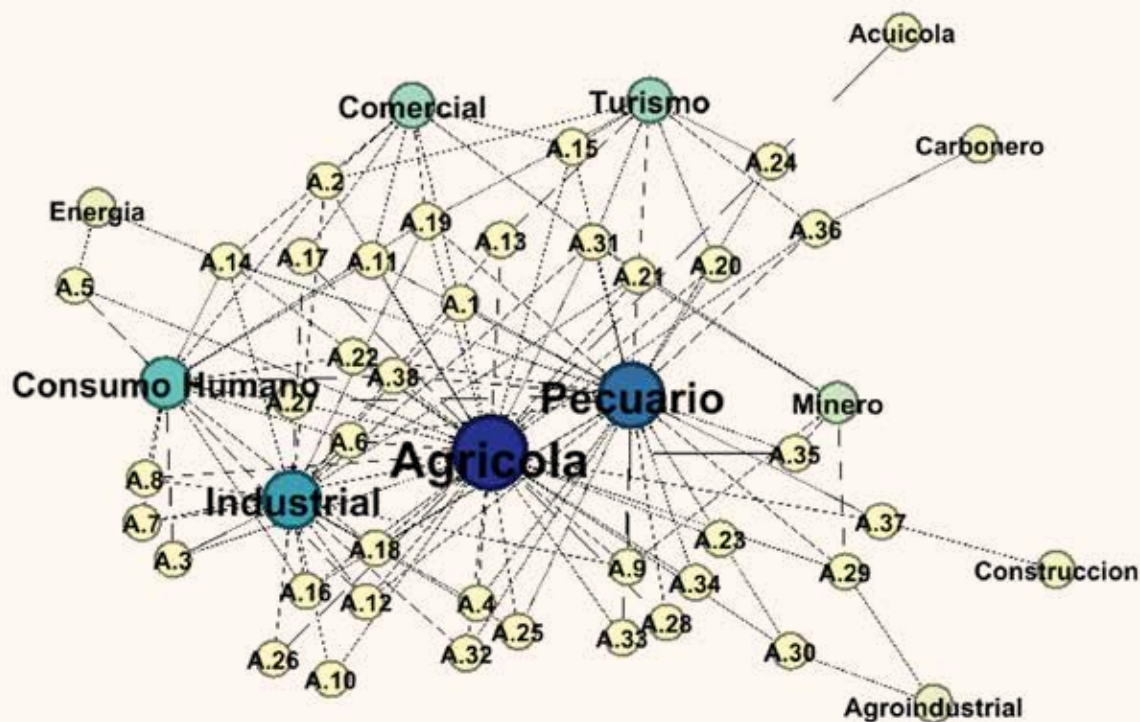 Acuicola
Comercial
Turismo
Carbonero
A.15
A.24
A.2
Energia
A.19
A.36
A.13
A.31
A.14
A.17
A.11
A.20
A.21
A.5
A.1
A.22
A.38
Consumo Humano
A.27
Pecuario
Minero
A.6
Agricola
A.35
A.8
Industrial
A.7
A.37
A.3
A.18
A.23
A.9
A.29
Construccion
A.34
A.16
A.12
A.4
A.25
A.28
A.33
A.32
A.30
A.26
A.10
Agroindustrial